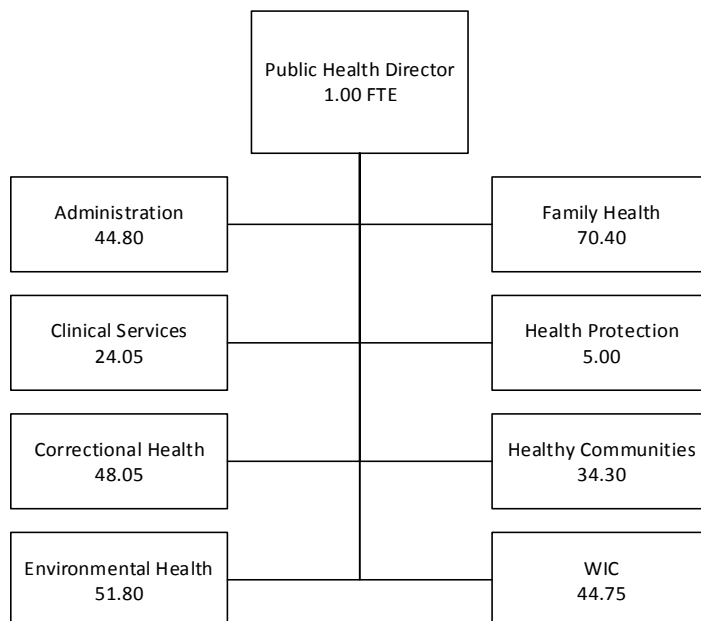 Public Health Director
1.00 FTE
Administration
44.80
Family Health
70.40
Clinical Services
24.05
Health Protection
5.00
Correctional Health
48.05
Healthy Communities
34.30
Environmental Health
51.80
WIC
44.75